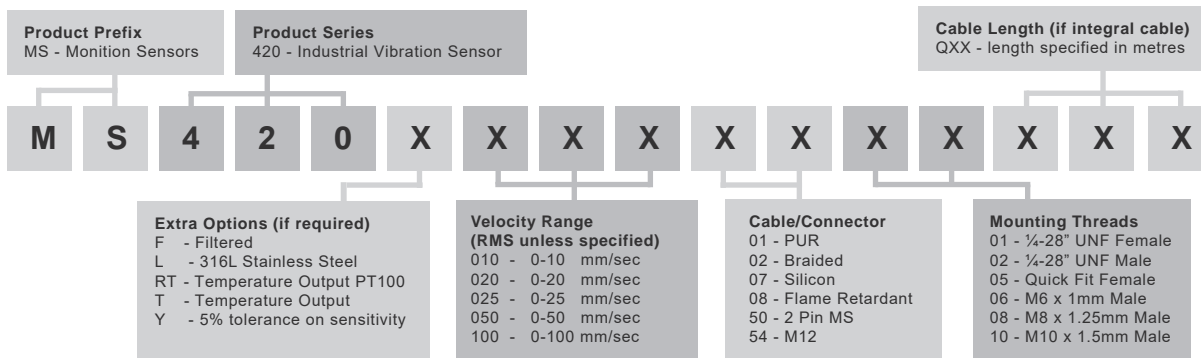 Product Prefix
MS - Monition Sensors
Product Series
420 - Industrial Vibration Sensor
Cable Length (if integral cable)
QXX - length specified in metres
M S 4 2 0 X X X X X X X X X X X
Extra Options (if required)
F - Filtered
L - 316L Stainless Steel
RT - Temperature Output PT100
T - Temperature Output
Y - 5% tolerance on sensitivity
Velocity Range
(RMS unless specified)
010 - 0-10 mm/sec
020 - 0-20 mm/sec
025 - 0-25 mm/sec
050 - 0-50 mm/sec
100 - 0-100 mm/sec
Cable/Connector
01 - PUR
02 - Braided
07 - Silicon
08 - Flame Retardant
50 - 2 Pin MS
54 - M12
Mounting Threads
01 - ¼-28” UNF Female
02 - ¼-28” UNF Male
05 - Quick Fit Female
06 - M6 x 1mm Male
08 - M8 x 1.25mm Male
10 - M10 x 1.5mm Male